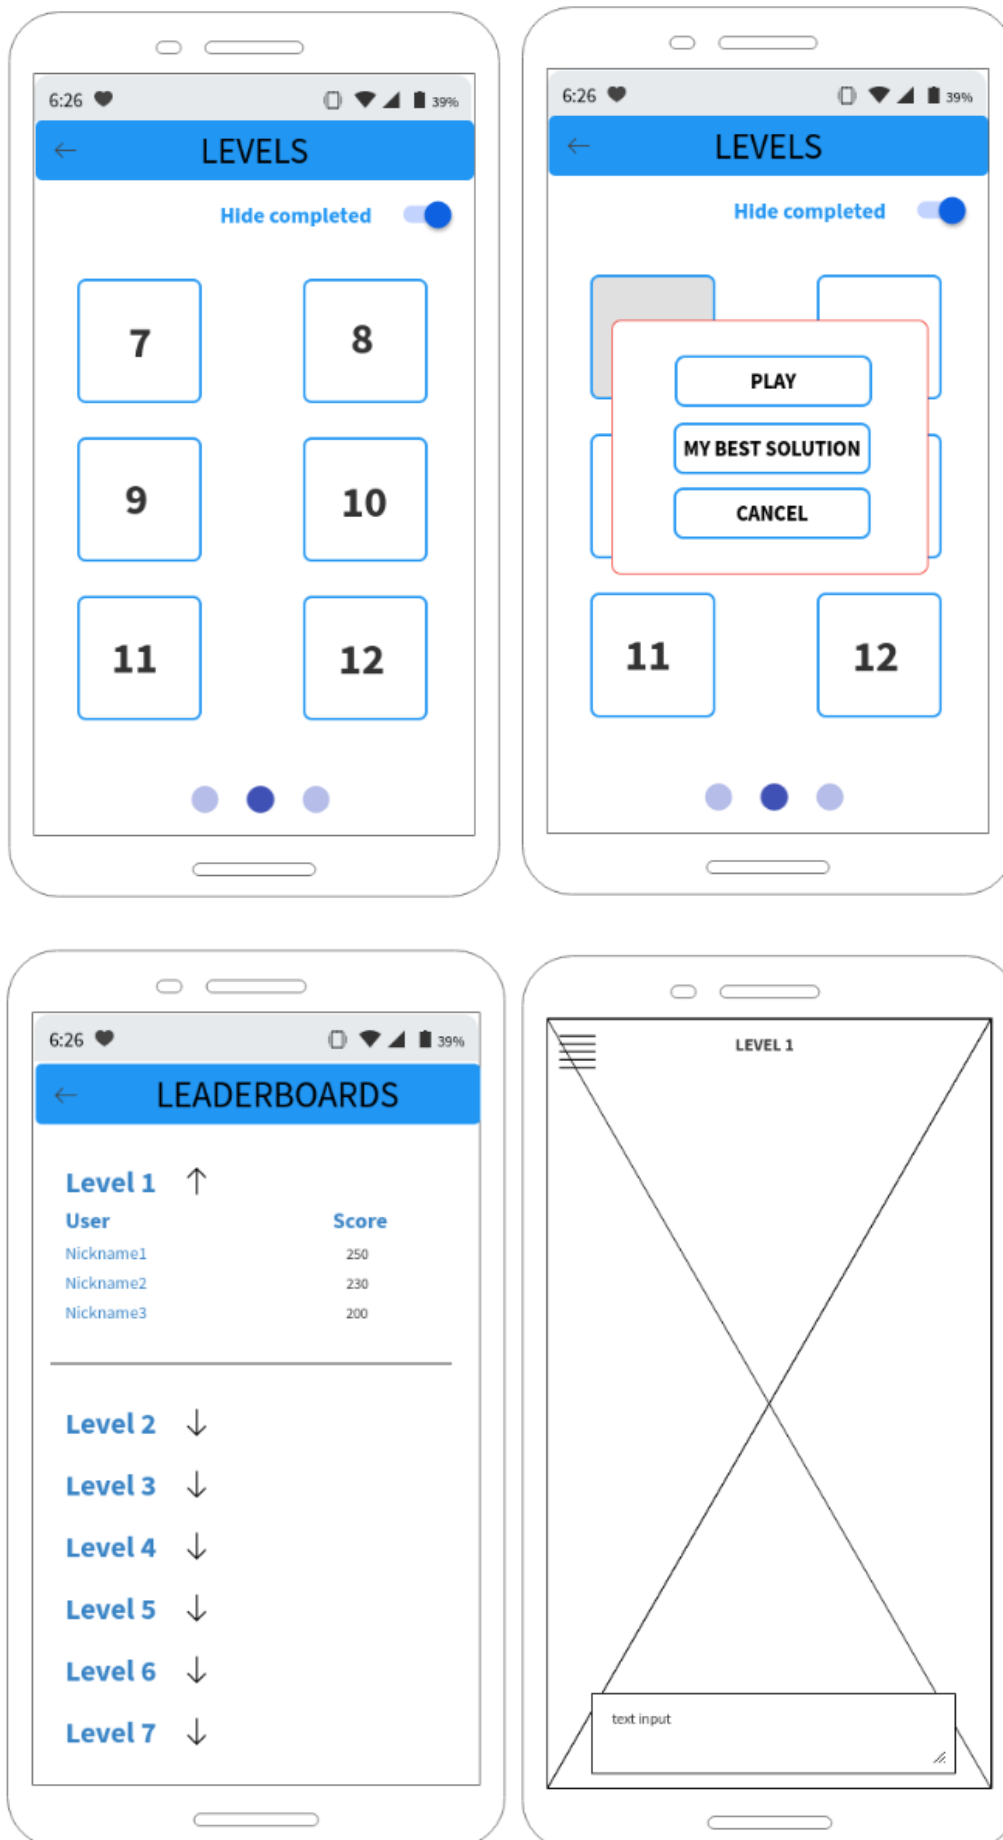 6:26 39%
LEVELS
Hide completed
7 8
9 10
11 12
6:26 39%
LEVELS
Hide completed
PLAY
MY BEST SOLUTION
CANCEL
11 12
6:26 39%
LEADERBOARDS
Level 1
User Score
Nickname1 250
Nickname2 230
Nickname3 200
Level 2
Level 3
Level 4
Level 5
Level 6
Level 7
LEVEL 1
text input